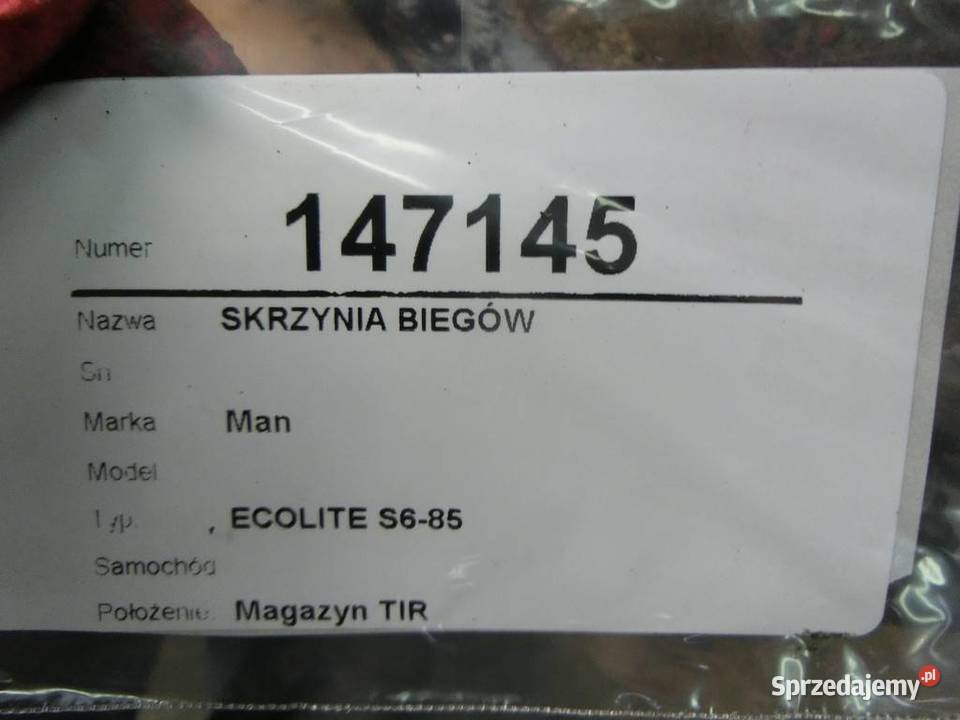 Numer 147145
Nazwa SKRZYNIA BIEGÓW
Sn
Marka Man
Model
Typ , ECOLITE S6-85
Samochód
Położenie Magazyn TIR
Sprzedajemy.pl